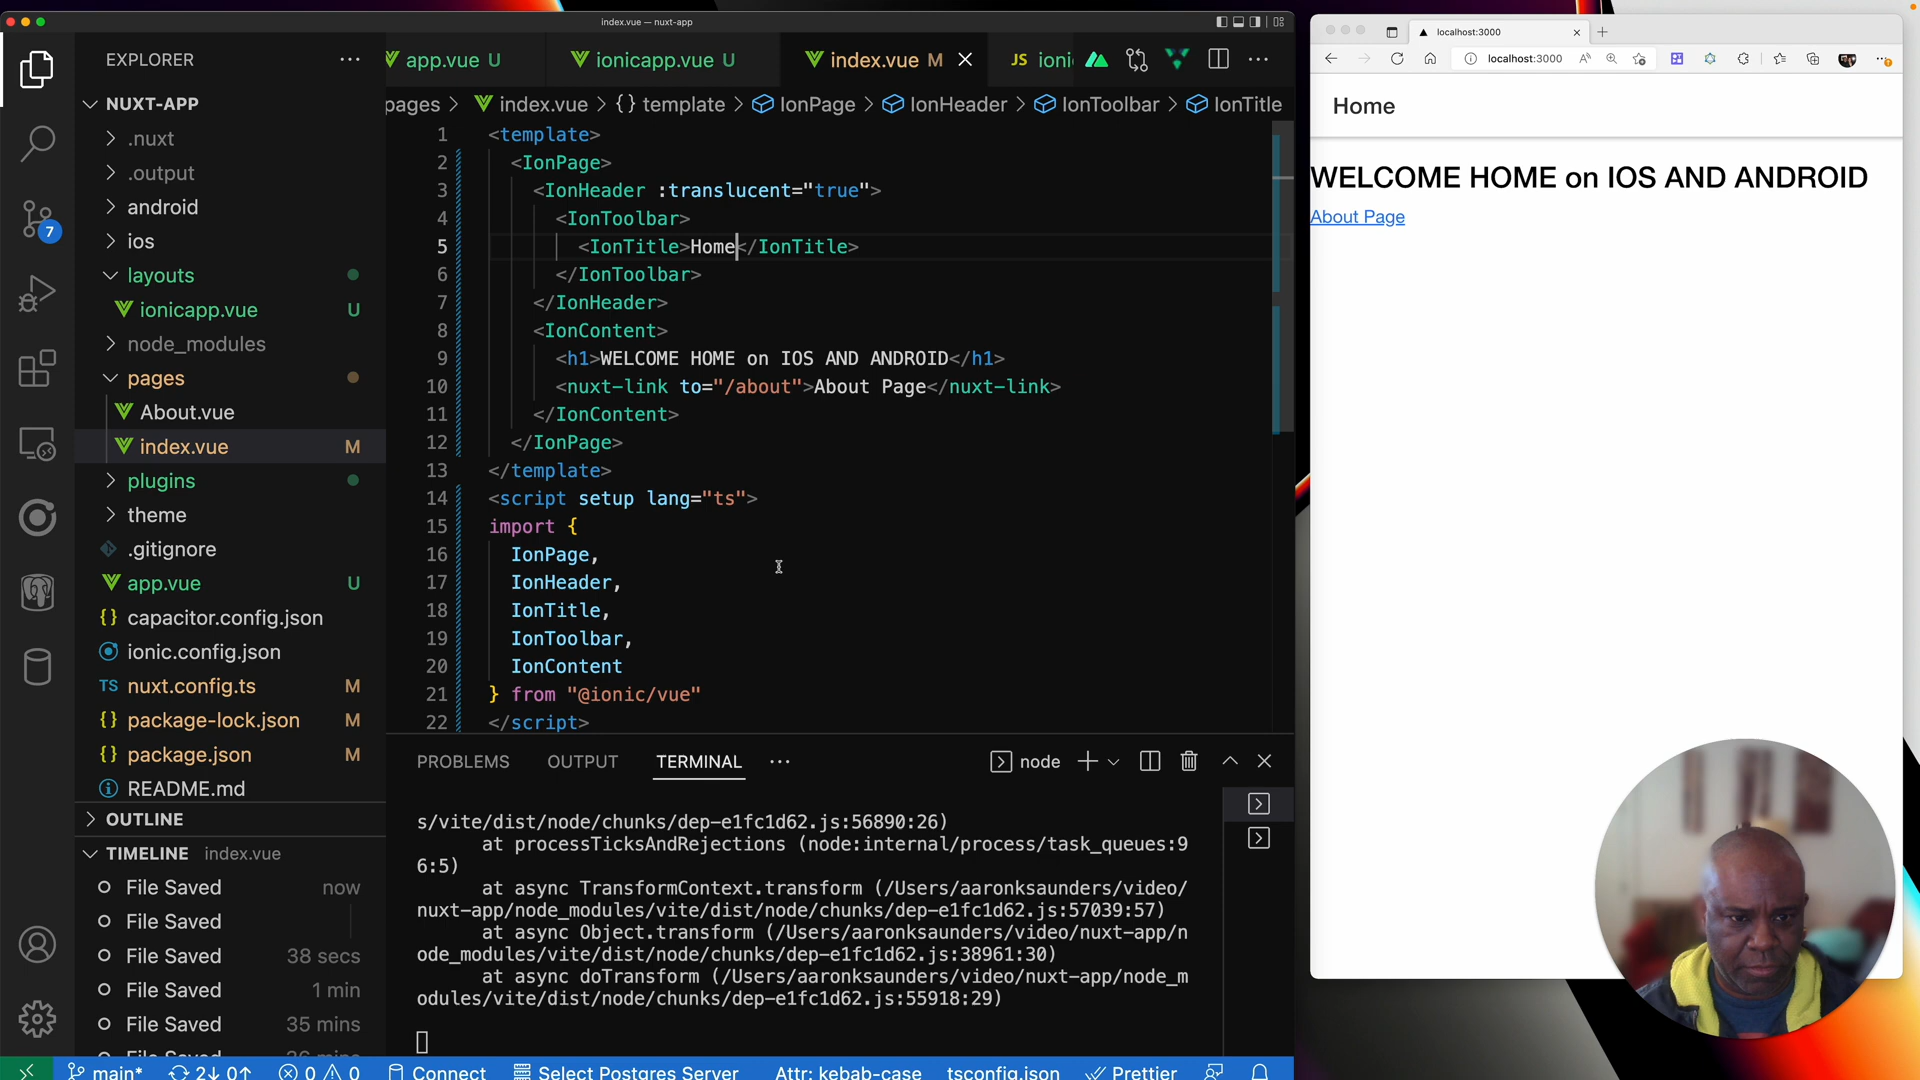 index.vue — nuxt-app
EXPLORER
NUXT-APP
.nuxt
.output
android
ios
layouts
ionicapp.vue U
node_modules
pages
About.vue
index.vue M
plugins
theme
.gitignore
app.vue U
capacitor.config.json
ionic.config.json
TS nuxt.config.ts M
{} package-lock.json M
{} package.json M
README.md
OUTLINE
TIMELINE index.vue
File Saved now
File Saved
File Saved 38 secs
File Saved 1 min
File Saved 35 mins
7
app.vue U
ionicapp.vue U
index.vue M
JS ioni
pages > index.vue > {} template > IonPage > IonHeader > IonToolbar > IonTitle
1 <template>
2 <IonPage>
3 <IonHeader :translucent="true">
4 <IonToolbar>
5 <IonTitle>Home</IonTitle>
6 </IonToolbar>
7 </IonHeader>
8 <IonContent>
9 <h1>WELCOME HOME on IOS AND ANDROID</h1>
10 <nuxt-link to="/about">About Page</nuxt-link>
11 </IonContent>
12 </IonPage>
13 </template>
14 <script setup lang="ts">
15 import {
16 IonPage,
17 IonHeader,
18 IonTitle,
19 IonToolbar,
20 IonContent
21 } from "@ionic/vue"
22 </script>
PROBLEMS OUTPUT TERMINAL
node
s/vite/dist/node/chunks/dep-e1fc1d62.js:56890:26)
at processTicksAndRejections (node:internal/process/task_queues:9
6:5)
at async TransformContext.transform (/Users/aaronksaunders/video/
nuxt-app/node_modules/vite/dist/node/chunks/dep-e1fc1d62.js:57039:57)
at async Object.transform (/Users/aaronksaunders/video/nuxt-app/n
ode_modules/vite/dist/node/chunks/dep-e1fc1d62.js:38961:30)
at async doTransform (/Users/aaronksaunders/video/nuxt-app/node_m
odules/vite/dist/node/chunks/dep-e1fc1d62.js:55918:29)
main* 2↓ 0↑ 0 0 Connect Select Postgres Server Attr: kebab-case tsconfig.json Prettier
localhost:3000
localhost:3000
Home
WELCOME HOME on IOS AND ANDROID
About Page